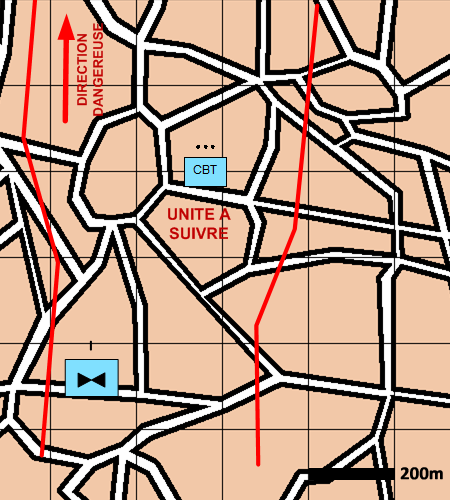 DIRECTION
DANGEREUSE
CBT
UNITE A
SUIVRE
200m